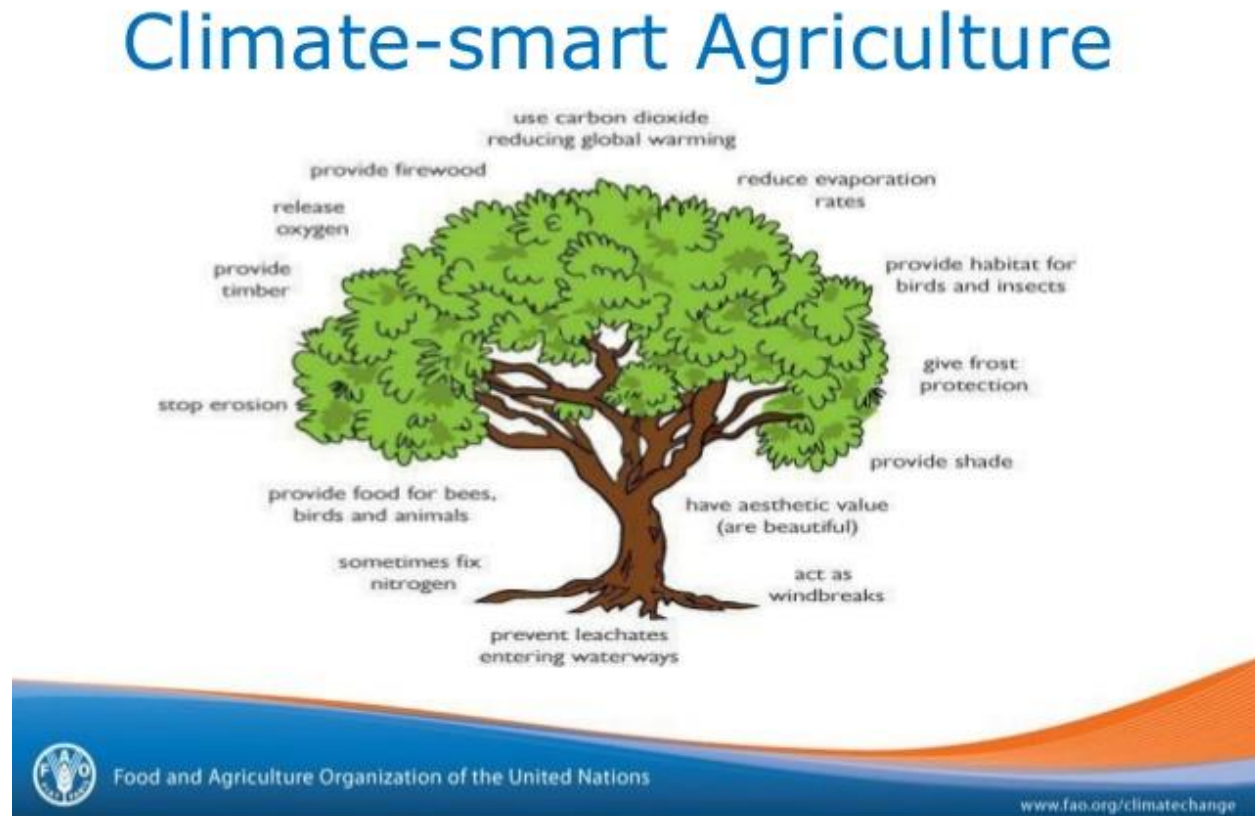 Climate-smart Agriculture
use carbon dioxide
reducing global warming
provide firewood
reduce evaporation
rates
release
oxygen
provide habitat for
birds and insects
provide
timber
give frost
protection
stop erosion
provide shade
provide food for bees,
birds and animals
have aesthetic value
(are beautiful)
sometimes fix
nitrogen
act as
windbreaks
prevent leachates
entering waterways
F A O
FIAT PANIS
Food and Agriculture Organization of the United Nations
www.fao.org/climatechange